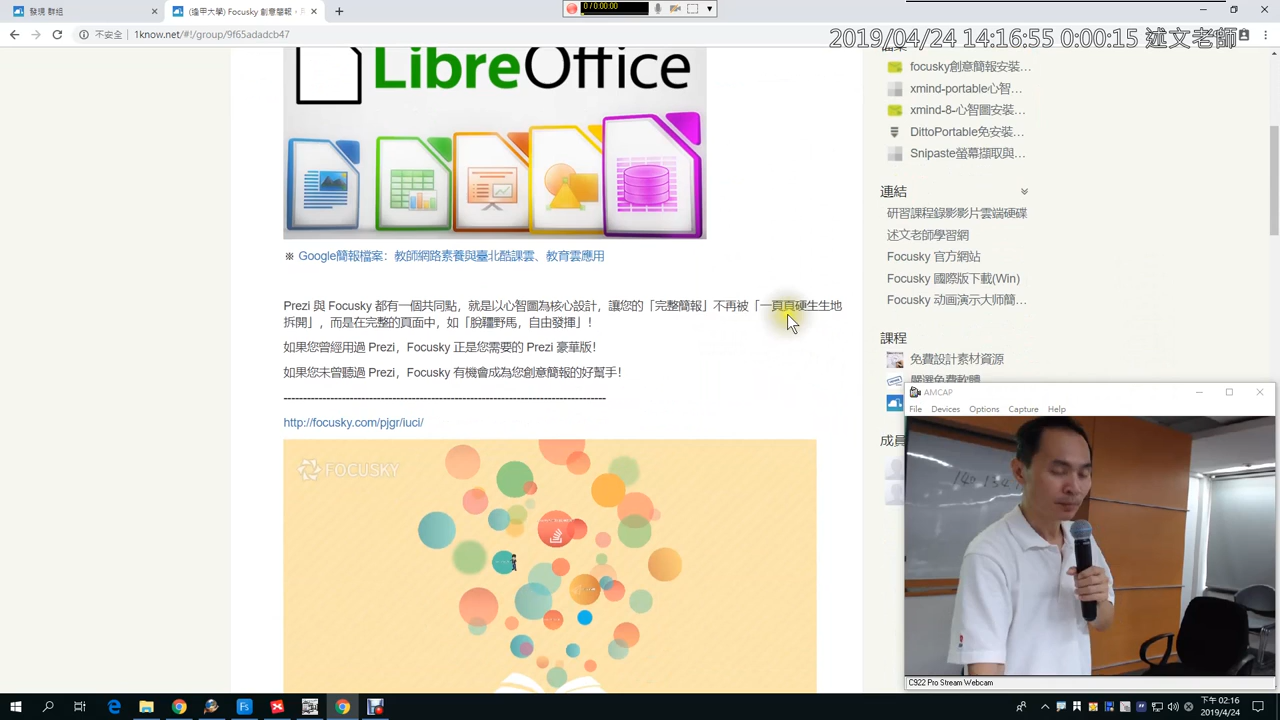 發現 群組
(逢甲大學) Focusky 創意簡報
0 / 0:00:00
不安全
1know.net/#!/group/9f65adadcb47
2019/04/24 14:16:55 0:00:15 述文老師
LibreOffice
※ Google簡報檔案：教師網路素養與臺北酷課雲、教育雲應用
Prezi 與 Focusky 都有一個共同點，就是以心智圖為核心設計，讓您的「完整簡報」不再被「一頁頁硬生生地
拆開」，而是在完整的頁面中，如「脫韁野馬，自由發揮」！
如果您曾經用過 Prezi，Focusky 正是您需要的 Prezi 豪華版！
如果您未曾聽過 Prezi，Focusky 有機會成為您創意簡報的好幫手！
--------------------------------------------------------------------------------
http://focusky.com/pjgr/iuci/
FOCUSKY
focusky創意簡報安裝…
xmind-portable心智…
xmind-8-心智圖安裝…
DittoPortable免安裝…
Snipaste螢幕擷取與…
連結
研習課程錄影影片雲端硬碟
述文老師學習網
Focusky 官方網站
Focusky 國際版下載(Win)
Focusky 动画演示大师简…
課程
免費設計素材資源
嚴選免費軟體
成員
AMCAP
File Devices Options Capture Help
C922 Pro Stream Webcam
下午 02:16
2019/4/24